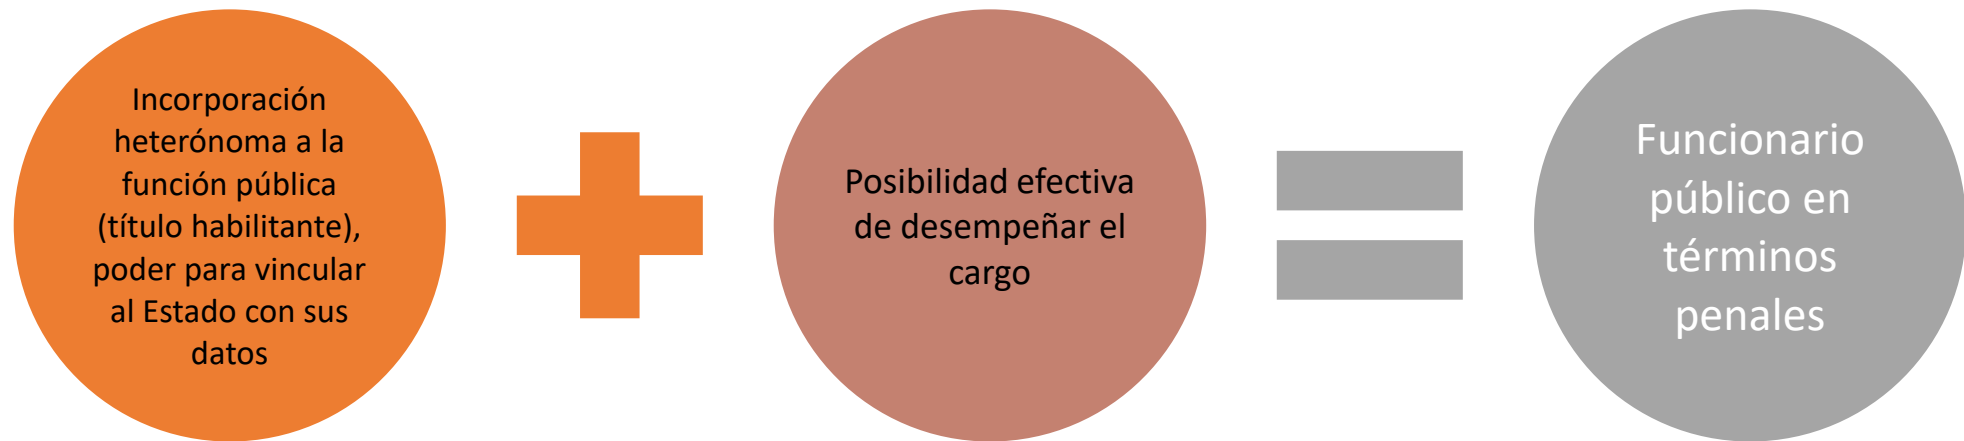 Incorporación
heterónoma a la
función pública
(título habilitante),
poder para vincular
al Estado con sus
datos
Posibilidad efectiva
de desempeñar el
cargo
Funcionario
público en
términos
penales